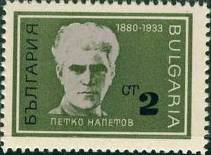 БЪЛГАРИЯ
1880-1933
BULGARIA
СТ 2
ПЕТКО НАПЕТОВ